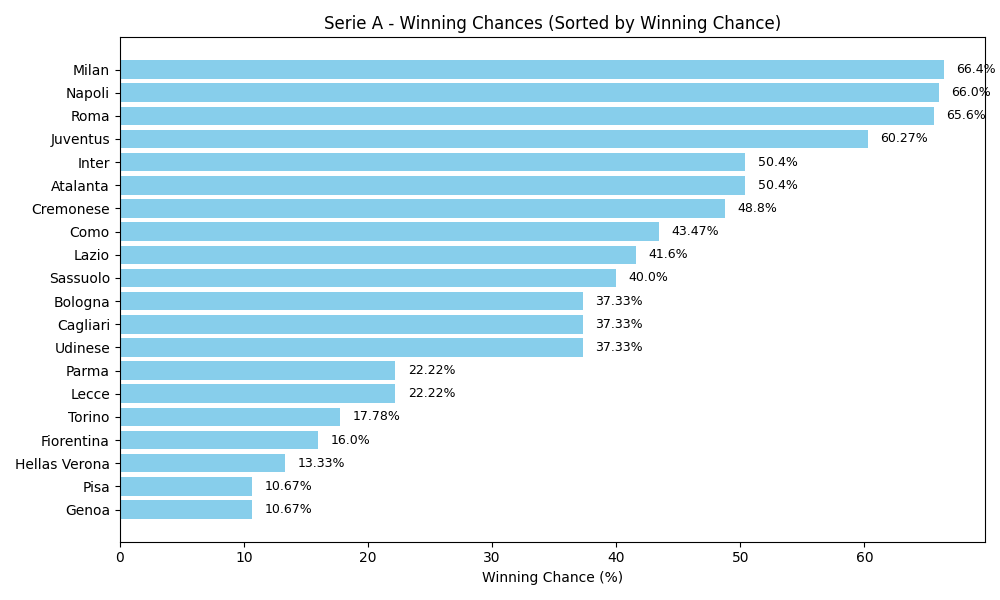 Serie A - Winning Chances (Sorted by Winning Chance)
Milan 66.4%
Napoli 66.0%
Roma 65.6%
Juventus 60.27%
Inter 50.4%
Atalanta 50.4%
Cremonese 48.8%
Como 43.47%
Lazio 41.6%
Sassuolo 40.0%
Bologna 37.33%
Cagliari 37.33%
Udinese 37.33%
Parma 22.22%
Lecce 22.22%
Torino 17.78%
Fiorentina 16.0%
Hellas Verona 13.33%
Pisa 10.67%
Genoa 10.67%
0 10 20 30 40 50 60
Winning Chance (%)